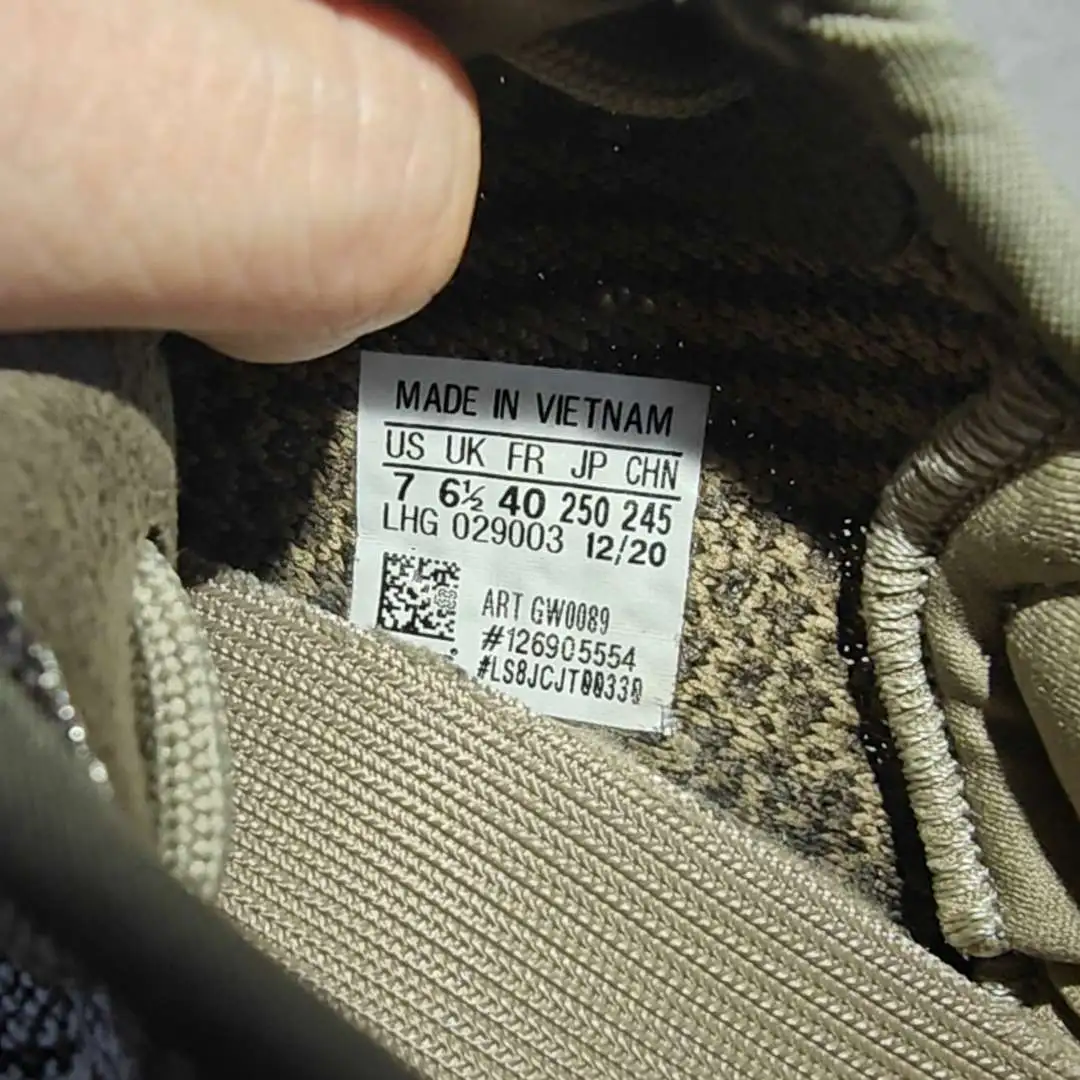 MADE IN VIETNAM
US UK FR JP CHN
7 6½ 40 250 245
LHG 029003 12/20
ART GW0089
#126905554
#LS8JCJT00330